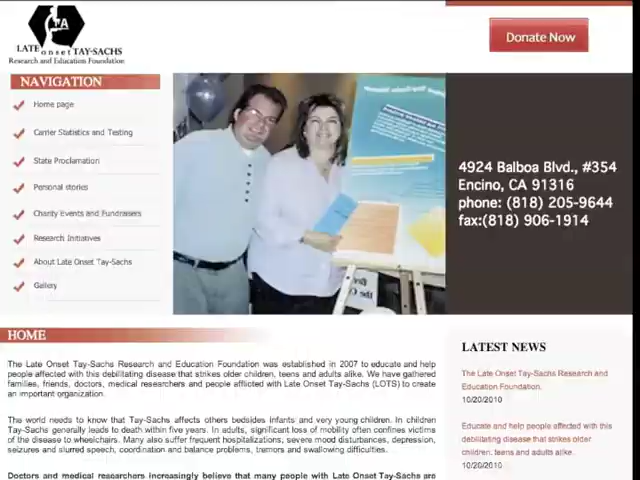 TA
LATE onset TAY-SACHS
Research and Education Foundation
Donate Now
NAVIGATION
Home page
Carrier Statistics and Testing
State Proclamation
Personal stories
Charity Events and Fundraisers
Research Initiatives
About Late Onset Tay-Sachs
Gallery
4924 Balboa Blvd., #354
Encino, CA 91316
phone: (818) 205-9644
fax:(818) 906-1914
HOME
The Late Onset Tay-Sachs Research and Education Foundation was established in 2007 to educate and help
people affected with this debilitating disease that strikes older children, teens and adults alike. We have gathered
families, friends, doctors, medical researchers and people afflicted with Late Onset Tay-Sachs (LOTS) to create
an important organization.
The world needs to know that Tay-Sachs affects others bedsides infants and very young children. In children
Tay-Sachs generally leads to death within five years. In adults, significant loss of mobility often confines victims
of the disease to wheelchairs. Many also suffer frequent hospitalizations, severe mood disturbances, depression,
seizures and slurred speech, coordination and balance problems, tremors and swallowing difficulties.
Doctors and medical researchers increasingly believe that many people with Late Onset Tay-Sachs are
LATEST NEWS
The Late Onset Tay-Sachs Research and
Education Foundation.
10/20/2010
Educate and help people affected with this
debilitating disease that strikes older
children, teens and adults alike.
10/20/2010